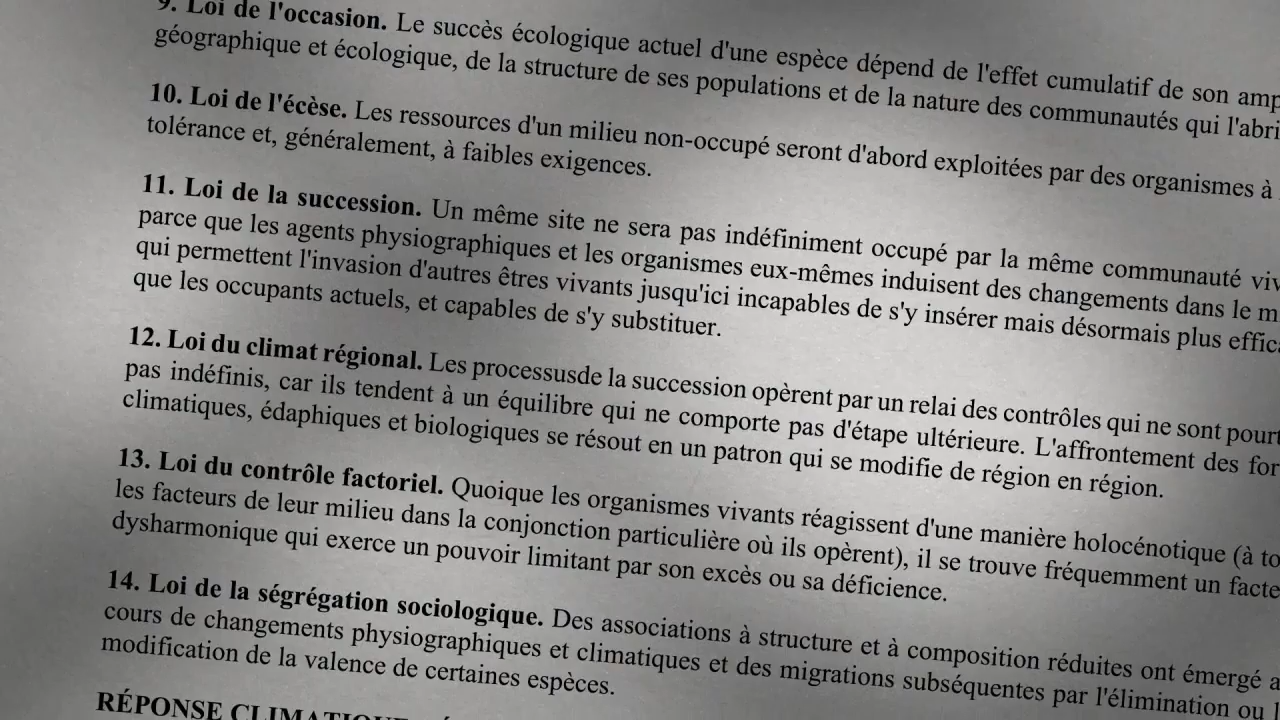 9. Loi de l'occasion. Le succès écologique actuel d'une espèce dépend de l'effet cumulatif de son
géographique et écologique, de la structure de ses populations et de la nature des communautés qui
10. Loi de l'écèse. Les ressources d'un milieu non-occupé seront d'abord exploitées par des organismes à
tolérance et, généralement, à faibles exigences.
11. Loi de la succession. Un même site ne sera pas indéfiniment occupé par la même communauté
parce que les agents physiographiques et les organismes eux-mêmes induisent des changements dans le
qui permettent l'invasion d'autres êtres vivants jusqu'ici incapables de s'y insérer mais désormais plus
que les occupants actuels, et capables de s'y substituer.
12. Loi du climat régional. Les processusde la succession opèrent par un relai des contrôles qui ne sont
pas indéfinis, car ils tendent à un équilibre qui ne comporte pas d'étape ultérieure. L'affrontement des
climatiques, édaphiques et biologiques se résout en un patron qui se modifie de région en région.
13. Loi du contrôle factoriel. Quoique les organismes vivants réagissent d'une manière holocénotique (à
les facteurs de leur milieu dans la conjonction particulière où ils opèrent), il se trouve fréquemment un
dysharmonique qui exerce un pouvoir limitant par son excès ou sa déficience.
14. Loi de la ségrégation sociologique. Des associations à structure et à composition réduites ont émergé
cours de changements physiographiques et climatiques et des migrations subséquentes par l'élimination ou
modification de la valence de certaines espèces.
RÉPONSE